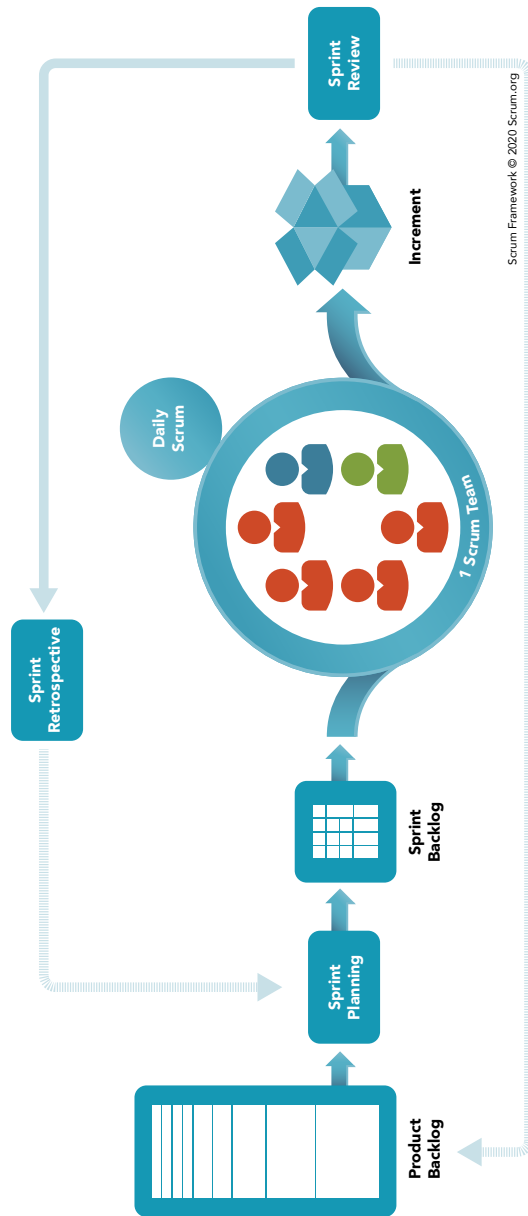 Sprint
Retrospective
Daily
Scrum
Product
Backlog
Sprint
Planning
Sprint
Backlog
1 Scrum Team
Increment
Sprint
Review
Scrum Framework © 2020 Scrum.org